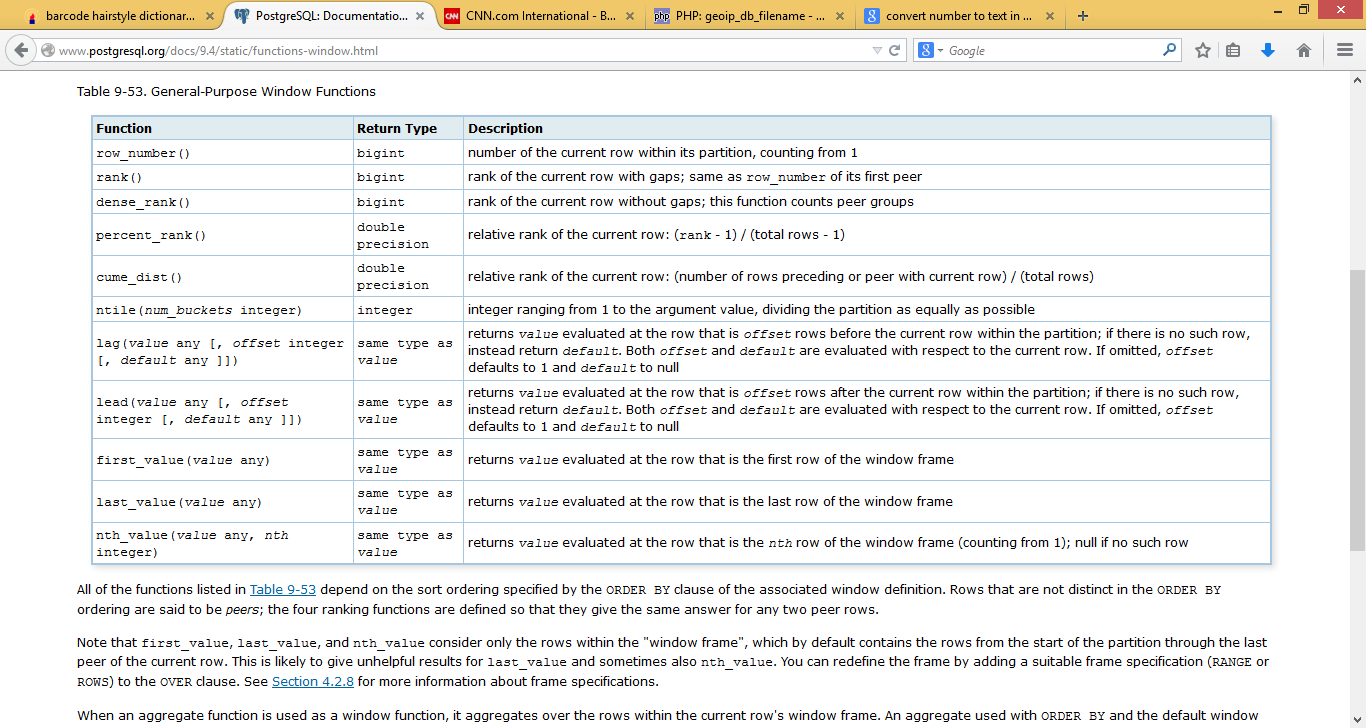 barcode hairstyle dictionar...
PostgreSQL: Documentatio...
CNN CNN.com International - B...
php PHP: geoip_db_filename - ...
8 convert number to text in ...
www.postgresql.org/docs/9.4/static/functions-window.html
8 Google
Table 9-53. General-Purpose Window Functions
Function Return Type Description
row_number() bigint number of the current row within its partition, counting from 1
rank() bigint rank of the current row with gaps; same as row_number of its first peer
dense_rank() bigint rank of the current row without gaps; this function counts peer groups
percent_rank() double
precision relative rank of the current row: (rank - 1) / (total rows - 1)
cume_dist() double
precision relative rank of the current row: (number of rows preceding or peer with current row) / (total rows)
ntile(num_buckets integer) integer integer ranging from 1 to the argument value, dividing the partition as equally as possible
lag(value any [, offset integer
[, default any ]]) same type as
value returns value evaluated at the row that is offset rows before the current row within the partition; if there is no such row,
instead return default. Both offset and default are evaluated with respect to the current row. If omitted, offset
defaults to 1 and default to null
lead(value any [, offset
integer [, default any ]]) same type as
value returns value evaluated at the row that is offset rows after the current row within the partition; if there is no such row,
instead return default. Both offset and default are evaluated with respect to the current row. If omitted, offset
defaults to 1 and default to null
first_value(value any) same type as
value returns value evaluated at the row that is the first row of the window frame
last_value(value any) same type as
value returns value evaluated at the row that is the last row of the window frame
nth_value(value any, nth
integer) same type as
value returns value evaluated at the row that is the nth row of the window frame (counting from 1); null if no such row
All of the functions listed in Table 9-53 depend on the sort ordering specified by the ORDER BY clause of the associated window definition. Rows that are not distinct in the ORDER BY
ordering are said to be peers; the four ranking functions are defined so that they give the same answer for any two peer rows.
Note that first_value, last_value, and nth_value consider only the rows within the "window frame", which by default contains the rows from the start of the partition through the last
peer of the current row. This is likely to give unhelpful results for last_value and sometimes also nth_value. You can redefine the frame by adding a suitable frame specification (RANGE or
ROWS) to the OVER clause. See Section 4.2.8 for more information about frame specifications.
When an aggregate function is used as a window function, it aggregates over the rows within the current row's window frame. An aggregate used with ORDER BY and the default window